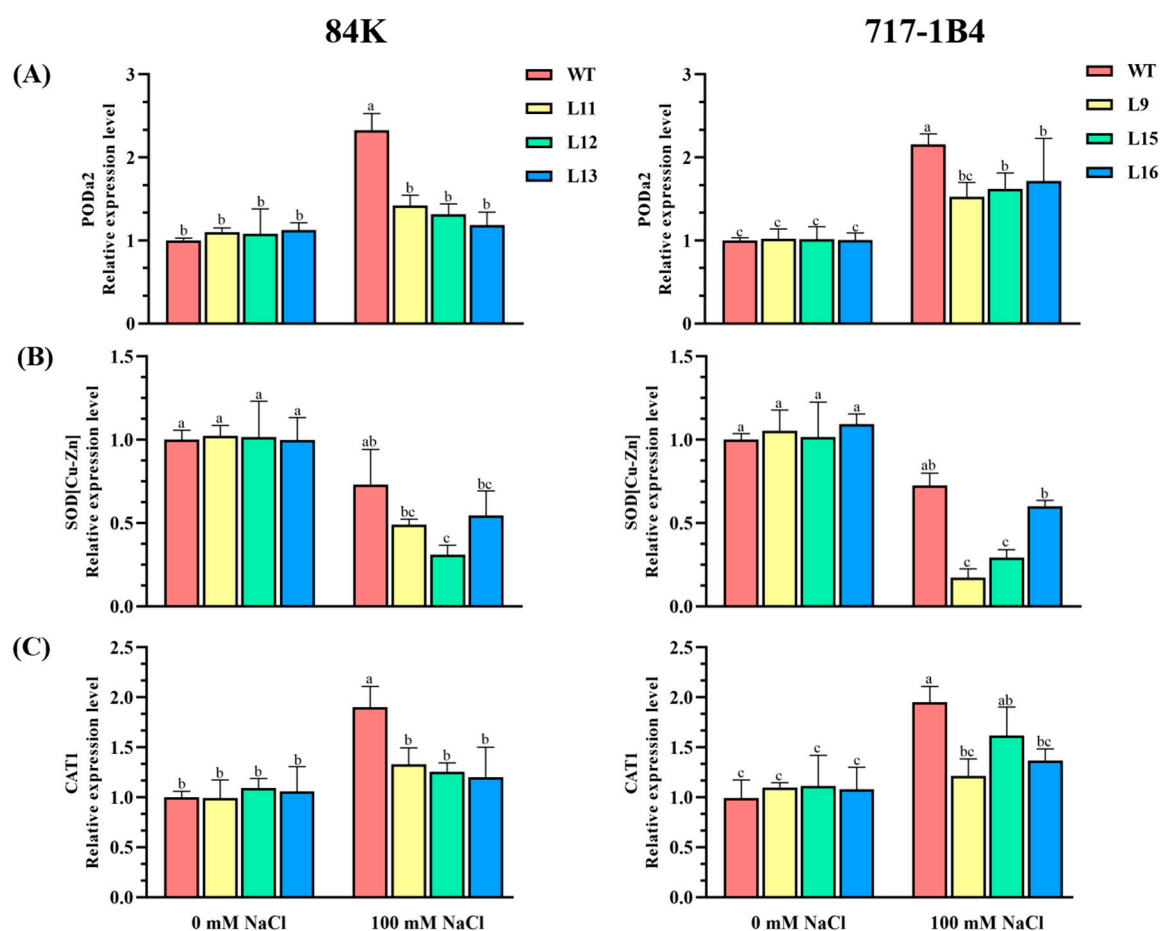 84K
717-1B4
(A)
PODa2
Relative expression level
3
2
1
0
b
b
b
b
a
b
b
b
WT
L11
L12
L13
PODa2
Relative expression level
3
2
1
0
c
c
c
c
a
bc
b
b
WT
L9
L15
L16
(B)
SOD[Cu-Zn]
Relative expression level
1.5
1.0
0.5
0.0
a
a
a
a
ab
bc
c
bc
SOD[Cu-Zn]
Relative expression level
1.5
1.0
0.5
0.0
a
a
a
a
ab
c
c
b
(C)
CAT1
Relative expression level
2.5
2.0
1.5
1.0
0.5
0.0
b
b
b
b
a
b
b
b
0 mM NaCl
100 mM NaCl
CAT1
Relative expression level
2.5
2.0
1.5
1.0
0.5
0.0
c
c
c
c
a
bc
ab
bc
0 mM NaCl
100 mM NaCl